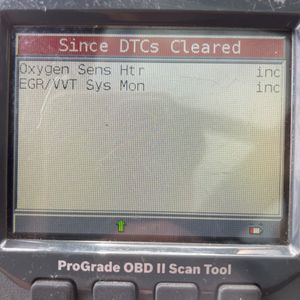 Since DTCs Cleared
Oxygen Sens Htr inc
EGR/VVT Sys Mon inc
ProGrade OBD II Scan Tool